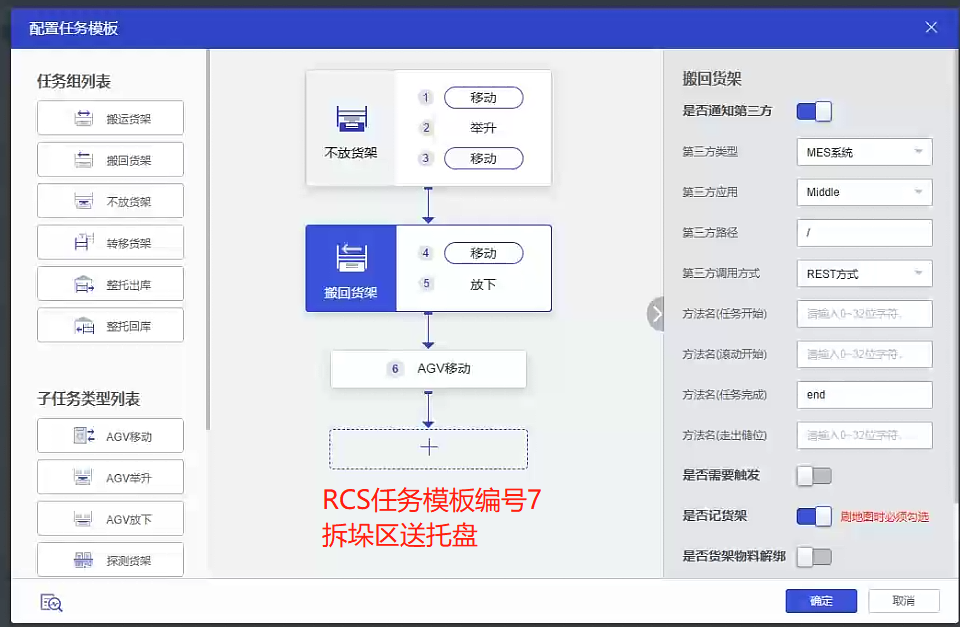 配置任务模板
任务组列表
搬运货架
搬回货架
不放货架
转移货架
整托出库
整托回库
子任务类型列表
AGV移动
AGV举升
AGV放下
探测货架
不放货架
1 移动
2 举升
3 移动
搬回货架
4 移动
5 放下
6 AGV移动
RCS任务模板编号7
拆垛区送托盘
搬回货架
是否通知第三方
第三方类型 MES系统
第三方应用 Middle
第三方路径 /
第三方调用方式 REST方式
方法名(任务开始) 请输入0~32位字符.
方法名(滚动开始) 请输入0~32位字符.
方法名(任务完成) end
方法名(走出储位) 请输入0~32位字符.
是否需要触发
是否记货架 刷地图时必须勾选
是否货架物料解绑
确定 取消